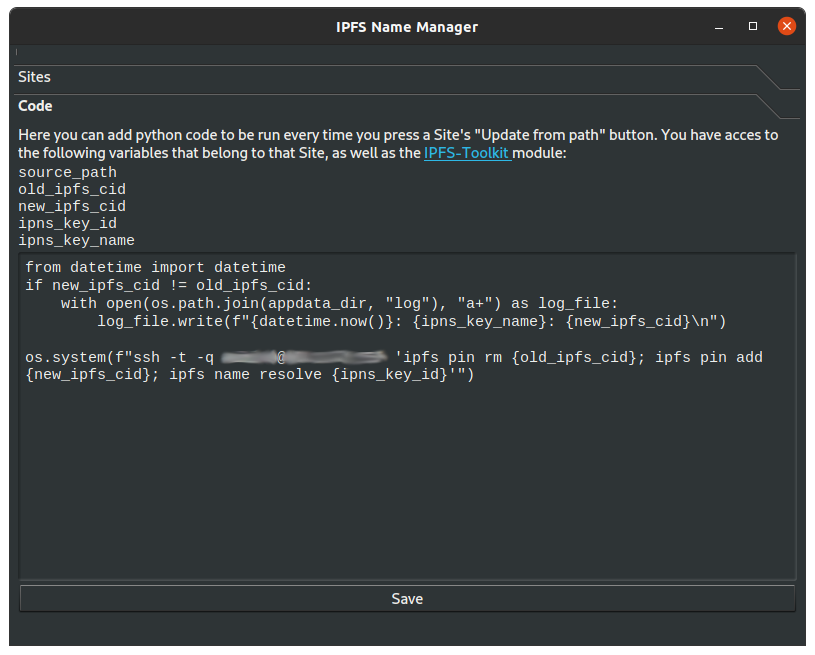 IPFS Name Manager
Sites
Code
Here you can add python code to be run every time you press a Site's "Update from path" button. You have acces to
the following variables that belong to that Site, as well as the IPFS-Toolkit module:
source_path
old_ipfs_cid
new_ipfs_cid
ipns_key_id
ipns_key_name
from datetime import datetime
if new_ipfs_cid != old_ipfs_cid:
    with open(os.path.join(appdata_dir, "log"), "a+") as log_file:
        log_file.write(f"{datetime.now()}: {ipns_key_name}: {new_ipfs_cid}\n")
os.system(f"ssh -t -q @ 'ipfs pin rm {old_ipfs_cid}; ipfs pin add
{new_ipfs_cid}; ipfs name resolve {ipns_key_id}'")
Save